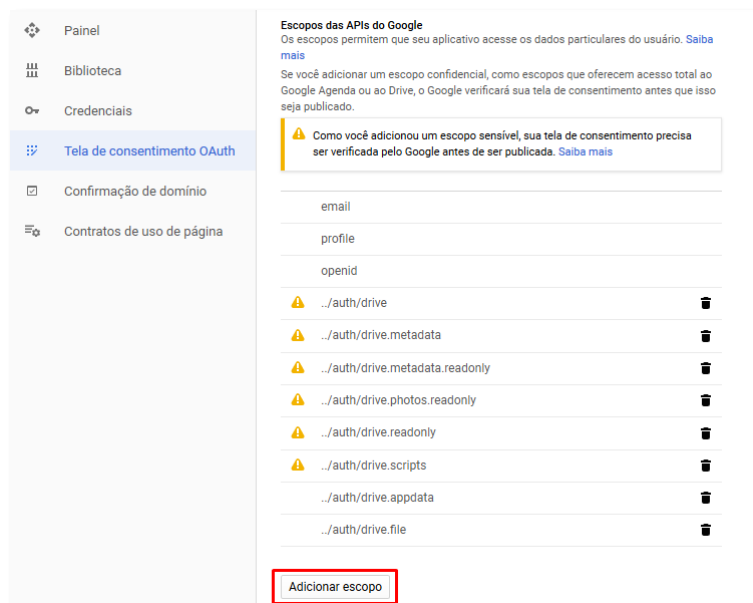 Painel
Biblioteca
Credenciais
Tela de consentimento OAuth
Confirmação de domínio
Contratos de uso de página
Escopos das APIs do Google
Os escopos permitem que seu aplicativo acesse os dados particulares do usuário. Saiba
mais
Se você adicionar um escopo confidencial, como escopos que oferecem acesso total ao
Google Agenda ou ao Drive, o Google verificará sua tela de consentimento antes que isso
seja publicado.
Como você adicionou um escopo sensível, sua tela de consentimento precisa
ser verificada pelo Google antes de ser publicada. Saiba mais
email
profile
openid
../auth/drive
../auth/drive.metadata
../auth/drive.metadata.readonly
../auth/drive.photos.readonly
../auth/drive.readonly
../auth/drive.scripts
../auth/drive.appdata
../auth/drive.file
Adicionar escopo